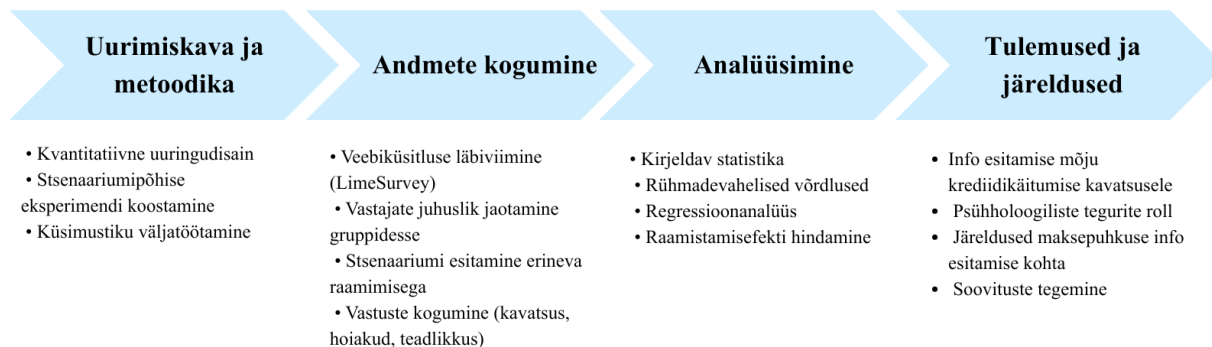 Uurimiskava ja
metoodika
Andmete kogumine
Analüüsimine
Tulemused ja
järeldused
• Kvantitatiivne uuringudisain
• Stsenaariumipõhise
eksperimendi koostamine
• Küsimustiku väljatöötamine
• Veebiküsitluse läbiviimine
(LimeSurvey)
• Vastajate juhuslik jaotamine
gruppidesse
• Stsenaariumi esitamine erineva
raamimisega
• Vastuste kogumine (kavatsus,
hoiakud, teadlikkus)
• Kirjeldav statistika
• Rühmadevahelised võrdlused
• Regressioonanalüüs
• Raamistamisefekti hindamine
• Info esitamise mõju
krediidikäitumise kavatsusele
• Psühholoogiliste tegurite roll
• Järeldused maksepuhkuse info
esitamise kohta
• Soovituste tegemine